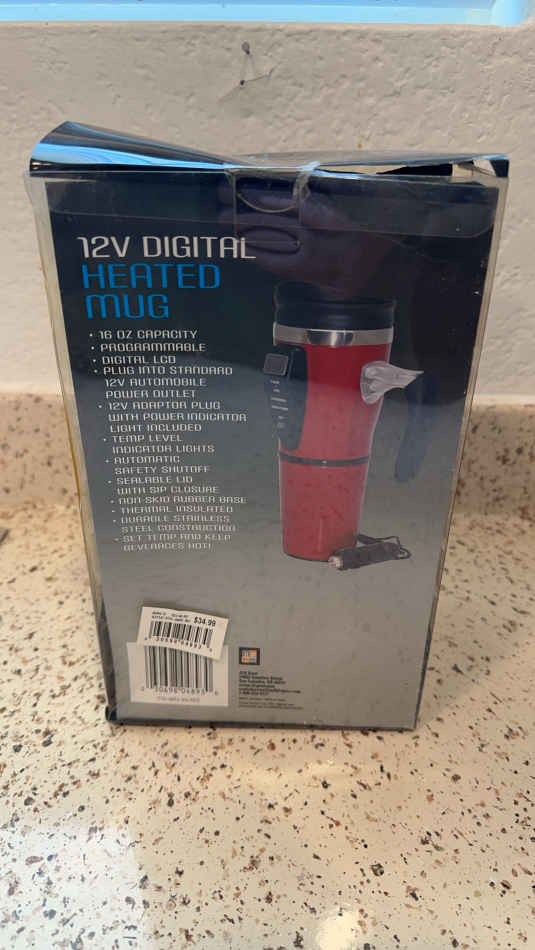 12V DIGITAL
HEATED
MUG
• 16 OZ CAPACITY
• PROGRAMMABLE
• DIGITAL LCD
• PLUG INTO STANDARD
12V AUTOMOBILE
POWER OUTLET
• 12V ADAPTOR PLUG
WITH POWER INDICATOR
LIGHT INCLUDED
• TEMP LEVEL
INDICATOR LIGHTS
• AUTOMATIC
SAFETY SHUTOFF
• SEALABLE LID
WITH SIP CLOSURE
• NON-SKID RUBBER BASE
• THERMAL INSULATED
• DURABLE STAINLESS
STEEL CONSTRUCTION
• SET TEMP AND KEEP
BEVERAGES HOT!
$34.99